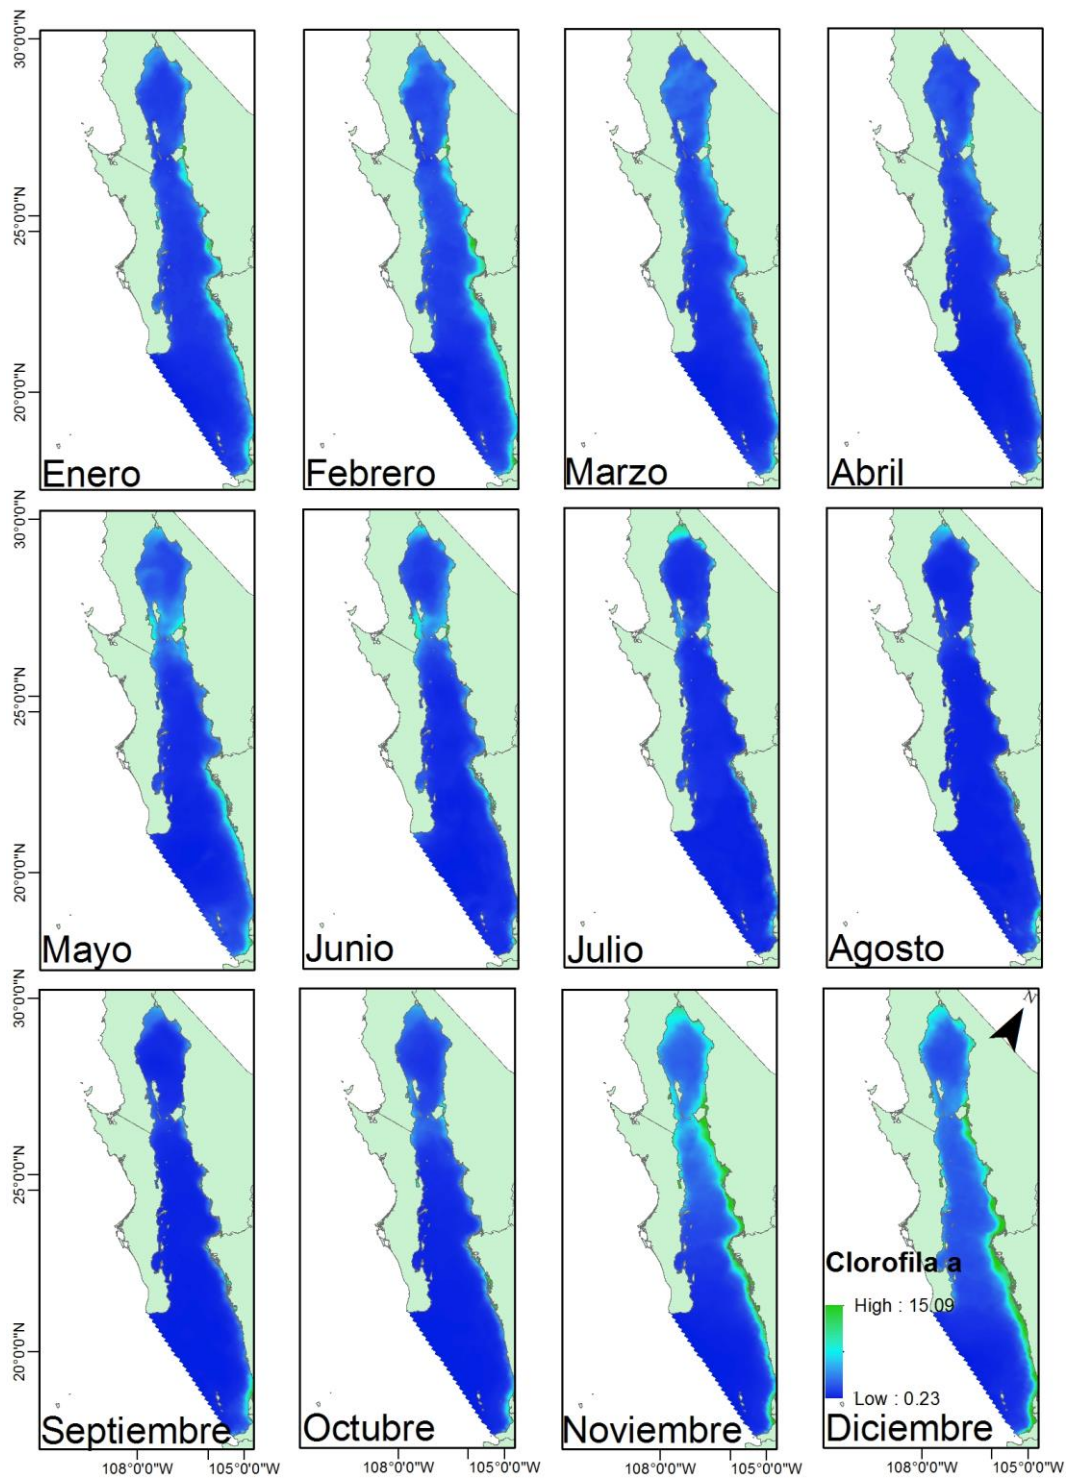 30°0'0"N
25°0'0"N
20°0'0"N
Enero
Febrero
Marzo
Abril
30°0'0"N
25°0'0"N
20°0'0"N
Mayo
Junio
Julio
Agosto
30°0'0"N
25°0'0"N
20°0'0"N
N
Clorofila a
High : 15.09
Low : 0.23
Septiembre
Octubre
Noviembre
Diciembre
108°0'0"W
105°0'0"W
108°0'0"W
105°0'0"W
108°0'0"W
105°0'0"W
108°0'0"W
105°0'0"W